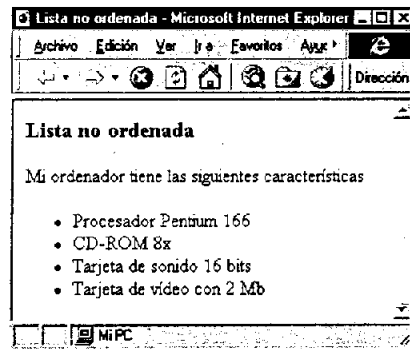 Lista no ordenada - Microsoft Internet Explorer
Archivo Edición Ver Ir a Favoritos Ayuc
Dirección
Lista no ordenada
Mi ordenador tiene las siguientes características
• Procesador Pentium 166
• CD-ROM 8x
• Tarjeta de sonido 16 bits
• Tarjeta de vídeo con 2 Mb
Mi PC